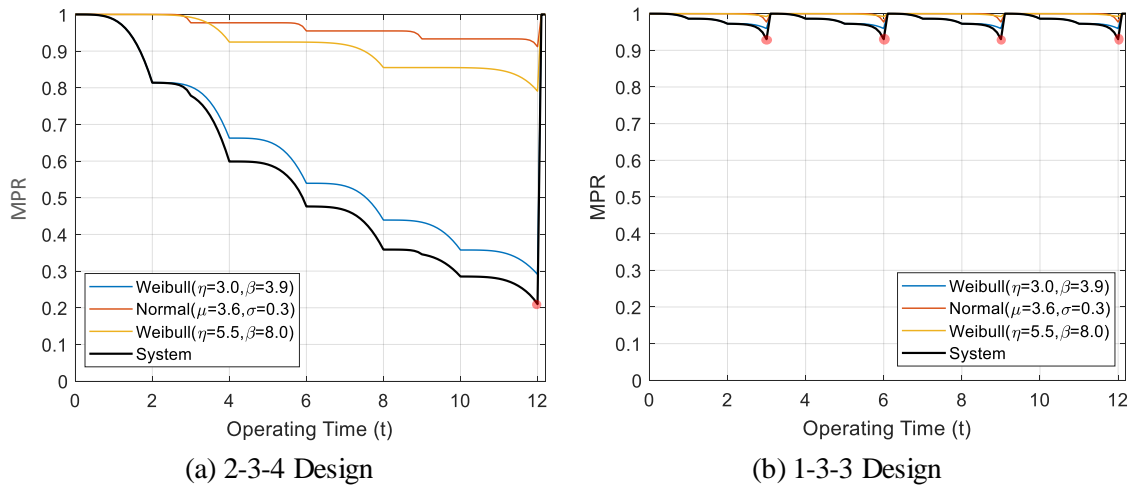 1
0.9
0.8
0.7
0.6
0.5
0.4
0.3
0.2
0.1
0
MPR
Weibull(η=3.0,β=3.9)
Normal(μ=3.6,σ=0.3)
Weibull(η=5.5,β=8.0)
System
0 2 4 6 8 10 12
Operating Time (t)
(a) 2-3-4 Design
1
0.9
0.8
0.7
0.6
0.5
0.4
0.3
0.2
0.1
0
MPR
Weibull(η=3.0,β=3.9)
Normal(μ=3.6,σ=0.3)
Weibull(η=5.5,β=8.0)
System
0 2 4 6 8 10 12
Operating Time (t)
(b) 1-3-3 Design